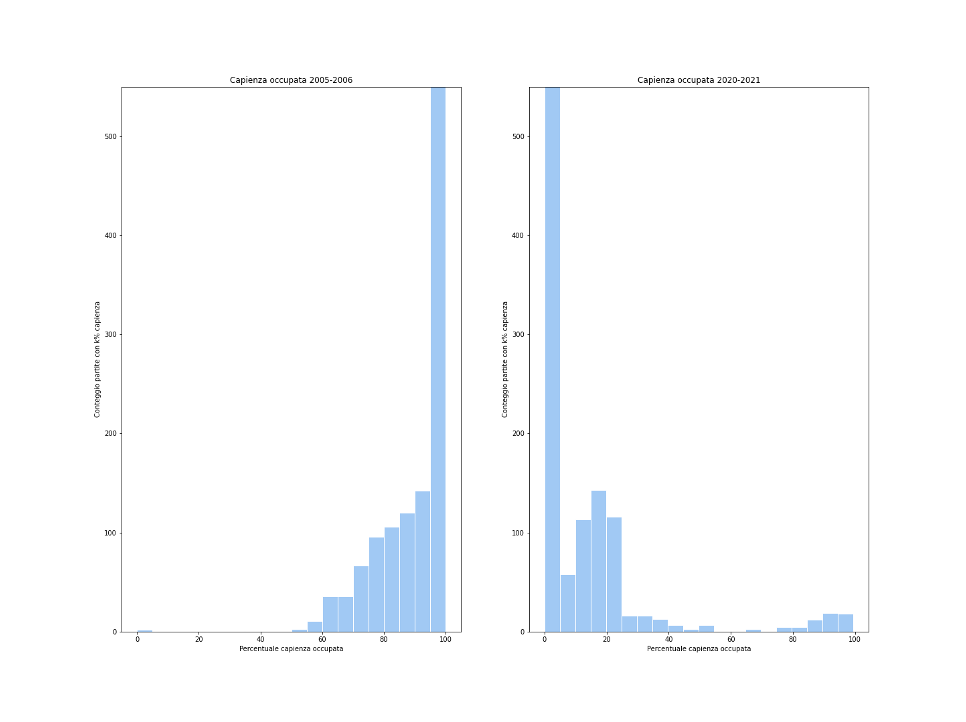 Capienza occupata 2005-2006
500
400
300
200
100
0
Conteggio partite con k% capienza
0 20 40 60 80 100
Percentuale capienza occupata
Capienza occupata 2020-2021
500
400
300
200
100
0
Conteggio partite con k% capienza
0 20 40 60 80 100
Percentuale capienza occupata